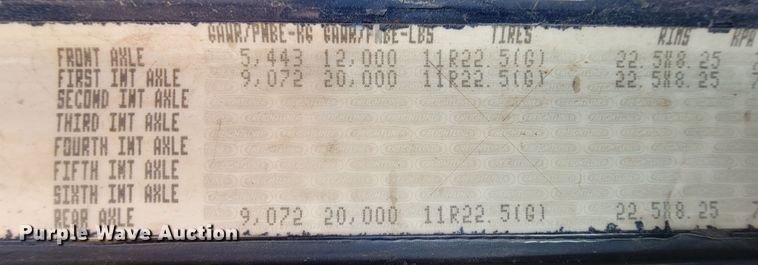 GAWR/PNBE-KG GAWR/PNBE-LBS TIRES RIMS KPA
FRONT AXLE 5,443 12,000 11R22.5(G) 22.5X8.25
FIRST INT AXLE 9,072 20,000 11R22.5(G) 22.5X8.25
SECOND INT AXLE
THIRD INT AXLE
FOURTH INT AXLE
FIFTH INT AXLE
SIXTH INT AXLE
REAR AXLE 9,072 20,000 11R22.5(G) 22.5X8.25
Purple Wave Auction